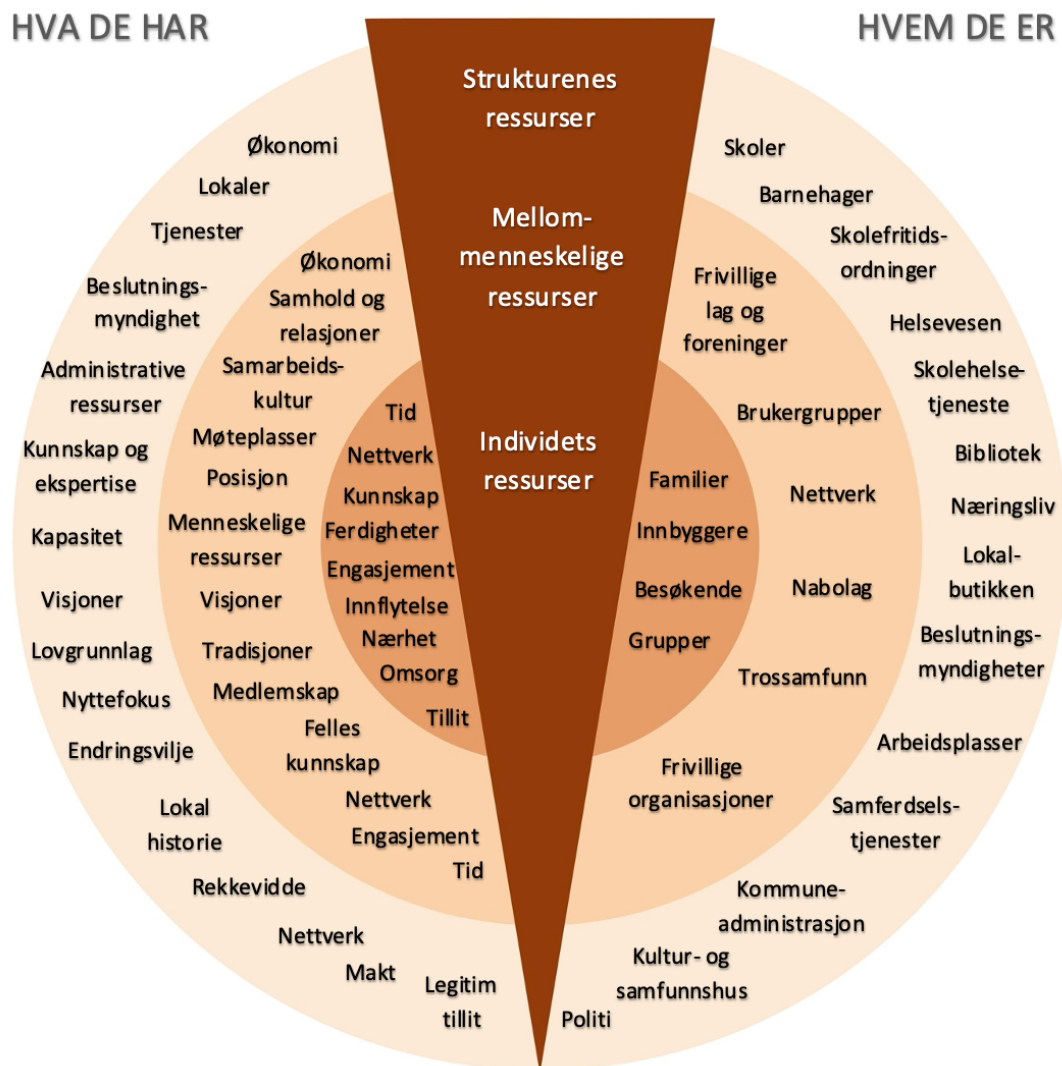 HVA DE HAR
HVEM DE ER
Strukturenes
ressurser
Mellom-
menneskelige
ressurser
Individets
ressurser
Økonomi
Lokaler
Tjenester
Beslutnings-
myndighet
Administrative
ressurser
Kunnskap og
ekspertise
Kapasitet
Visjoner
Lovgrunnlag
Nyttefokus
Endringsvilje
Lokal
historie
Rekkevidde
Nettverk
Makt
Legitim
tillit
Økonomi
Samhold og
relasjoner
Samarbeids-
kultur
Møteplasser
Posisjon
Menneskelige
ressurser
Visjoner
Tradisjoner
Medlemskap
Felles
kunnskap
Nettverk
Engasjement
Tid
Tid
Nettverk
Kunnskap
Ferdigheter
Engasjement
Innflytelse
Nærhet
Omsorg
Tillit
Familier
Innbyggere
Besøkende
Grupper
Frivillige
lag og
foreninger
Brukergrupper
Nettverk
Nabolag
Trossamfunn
Frivillige
organisasjoner
Skoler
Barnehager
Skolefritids-
ordninger
Helsevesen
Skolehelse-
tjeneste
Bibliotek
Næringsliv
Lokal-
butikken
Beslutnings-
myndigheter
Arbeidsplasser
Samferdsels-
tjenester
Kommune-
administrasjon
Kultur- og
samfunnshus
Politi